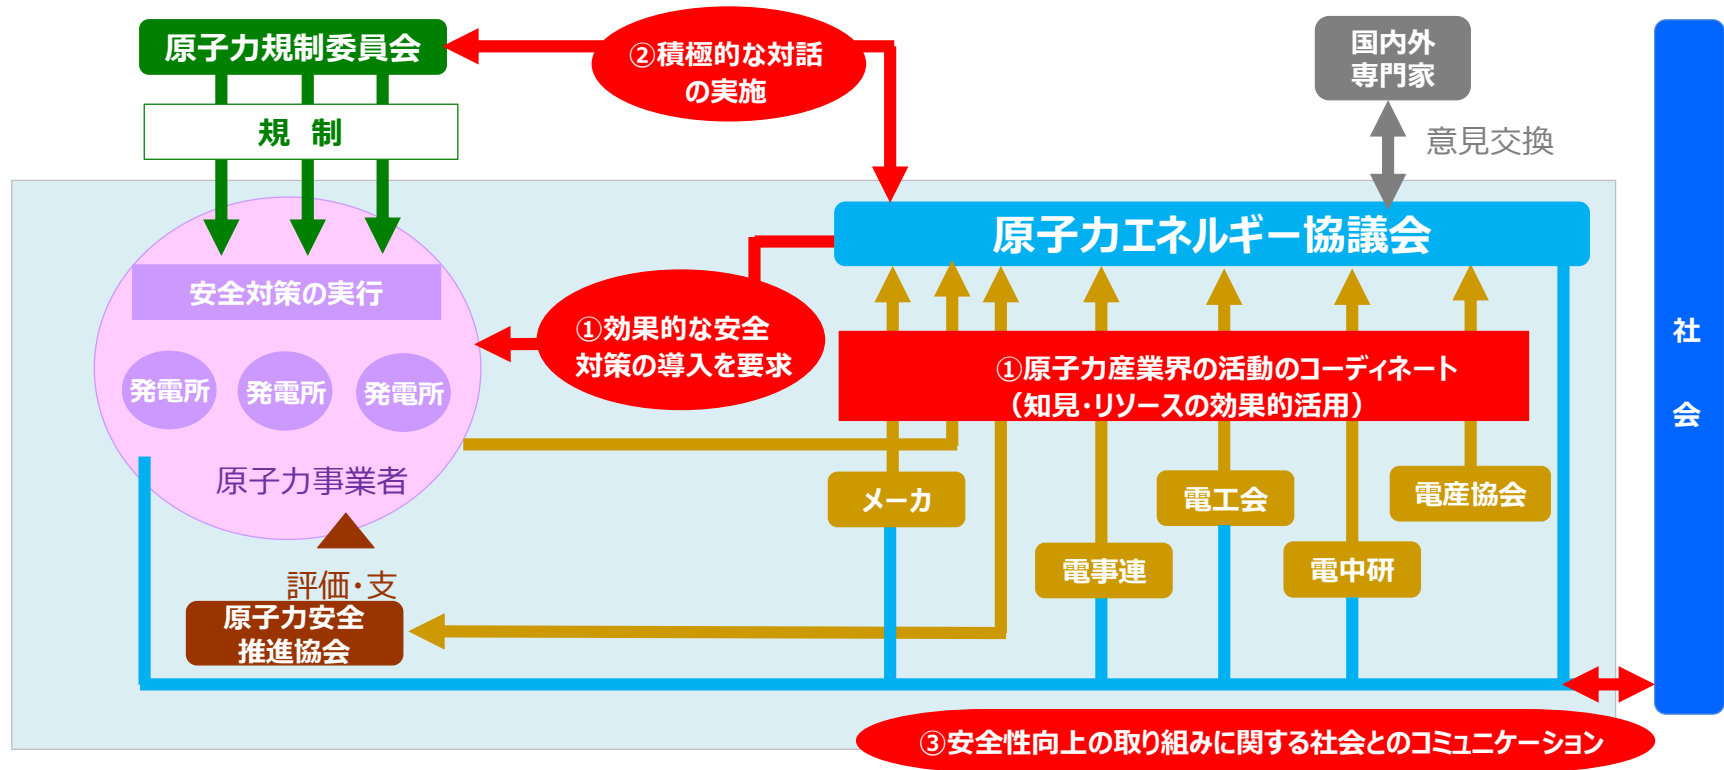 原子力規制委員会
②積極的な対話
の実施
国内外
専門家
規 制
意見交換
原子力エネルギー協議会
安全対策の実行
①効果的な安全
対策の導入を要求
社
会
①原子力産業界の活動のコーディネート
（知見・リソースの効果的活用）
発電所
発電所
発電所
原子力事業者
メーカ
電工会
電産協会
電事連
電中研
評価・支
原子力安全
推進協会
③安全性向上の取り組みに関する社会とのコミュニケーション